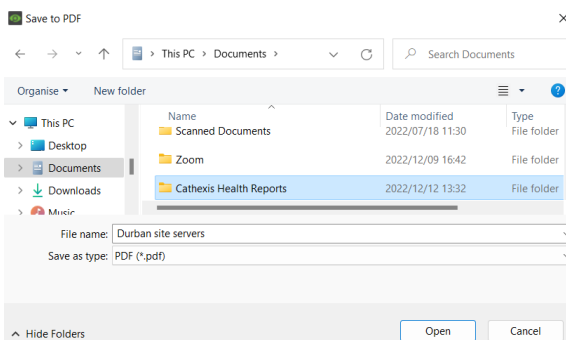 Save to PDF
This PC > Documents >
Search Documents
Organise
New folder
Name
Date modified
Type
This PC
Scanned Documents
2022/07/18 11:30
File folder
Desktop
Zoom
2022/12/09 16:42
File folder
Documents
Downloads
Cathexis Health Reports
2022/12/12 13:32
File folder
Music
File name: Durban site servers
Save as type: PDF (*.pdf)
Hide Folders
Open
Cancel